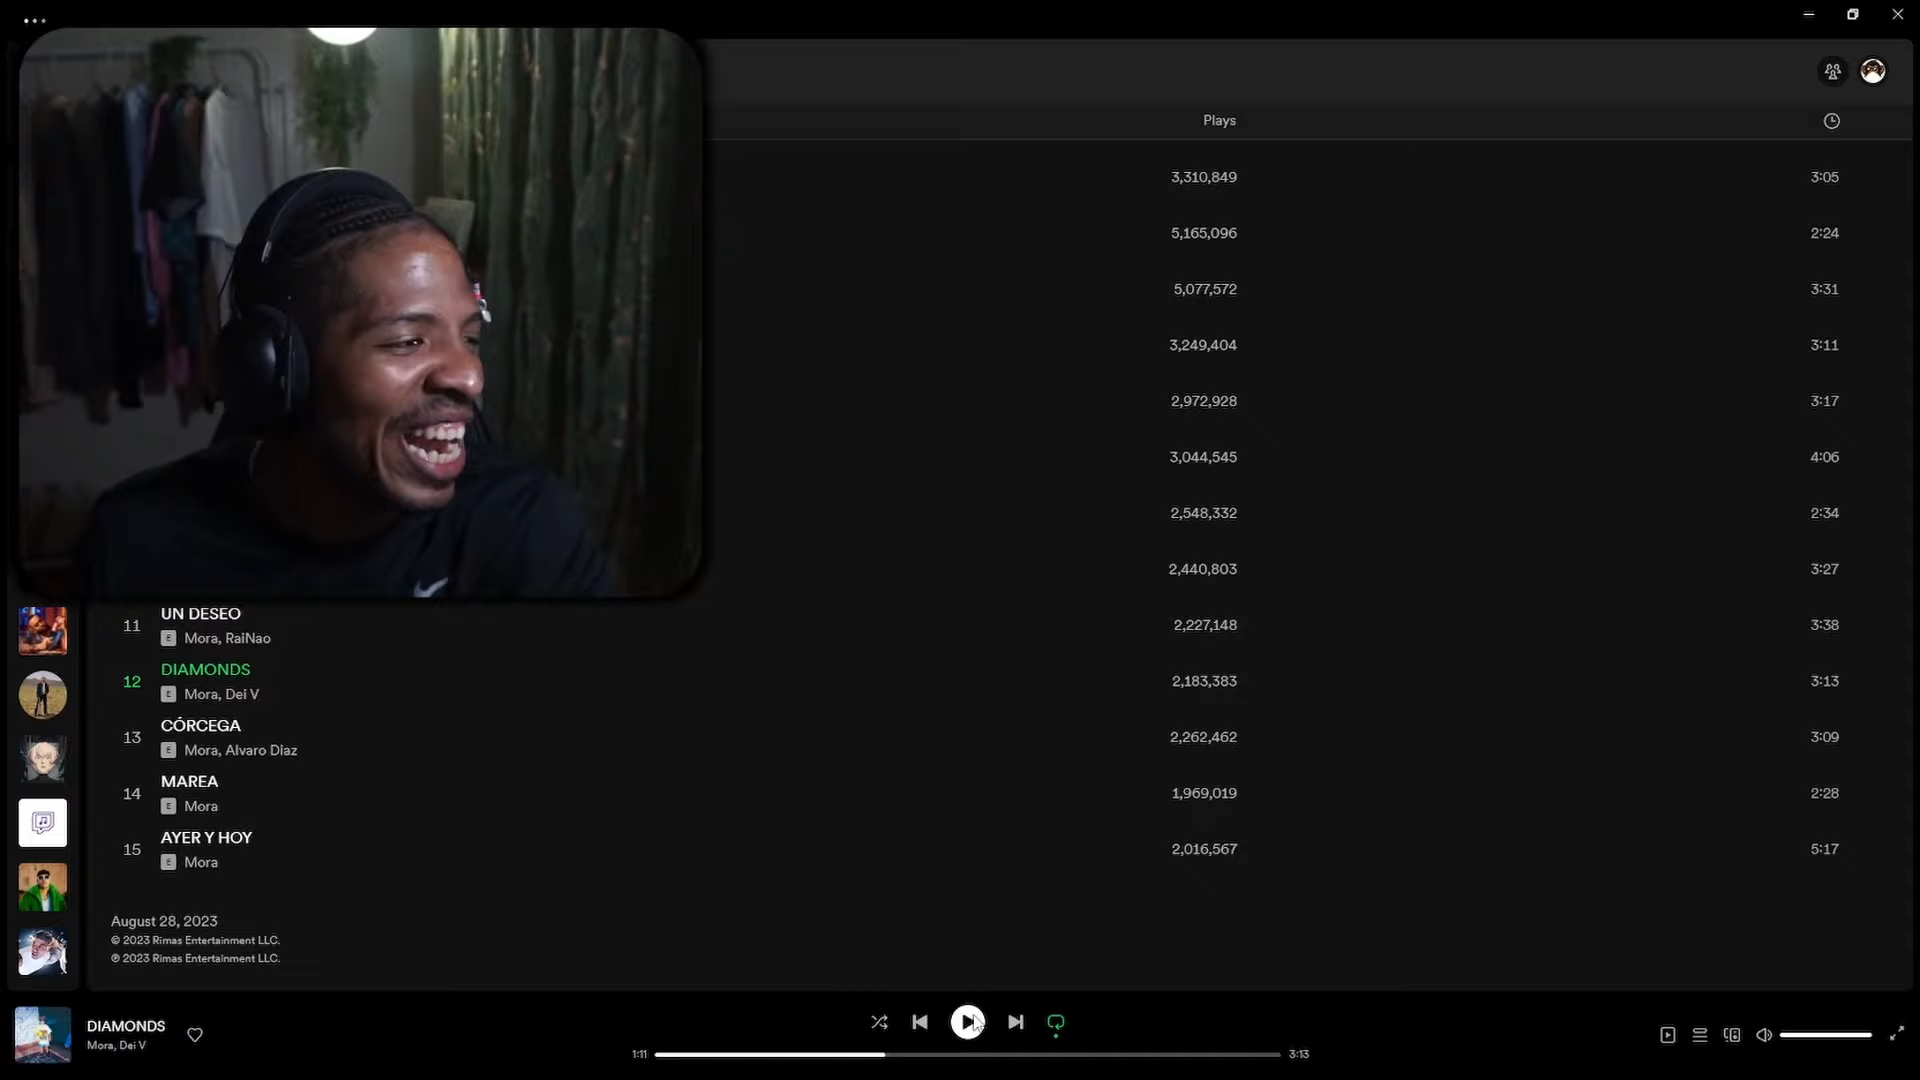 Plays
3,310,849 3:05
5,165,096 2:24
5,077,572 3:31
3,249,404 3:11
2,972,928 3:17
3,044,545 4:06
2,548,332 2:34
2,440,803 3:27
UN DESEO
11 2,227,148 3:38
E Mora, RaiNao
DIAMONDS
12 2,183,383 3:13
E Mora, Dei V
CÓRCEGA
13 2,262,462 3:09
E Mora, Alvaro Diaz
MAREA
14 1,969,019 2:28
E Mora
AYER Y HOY
15 2,016,567 5:17
E Mora
August 28, 2023
© 2023 Rimas Entertainment LLC.
℗ 2023 Rimas Entertainment LLC.
DIAMONDS
Mora, Dei V
1:11 3:13